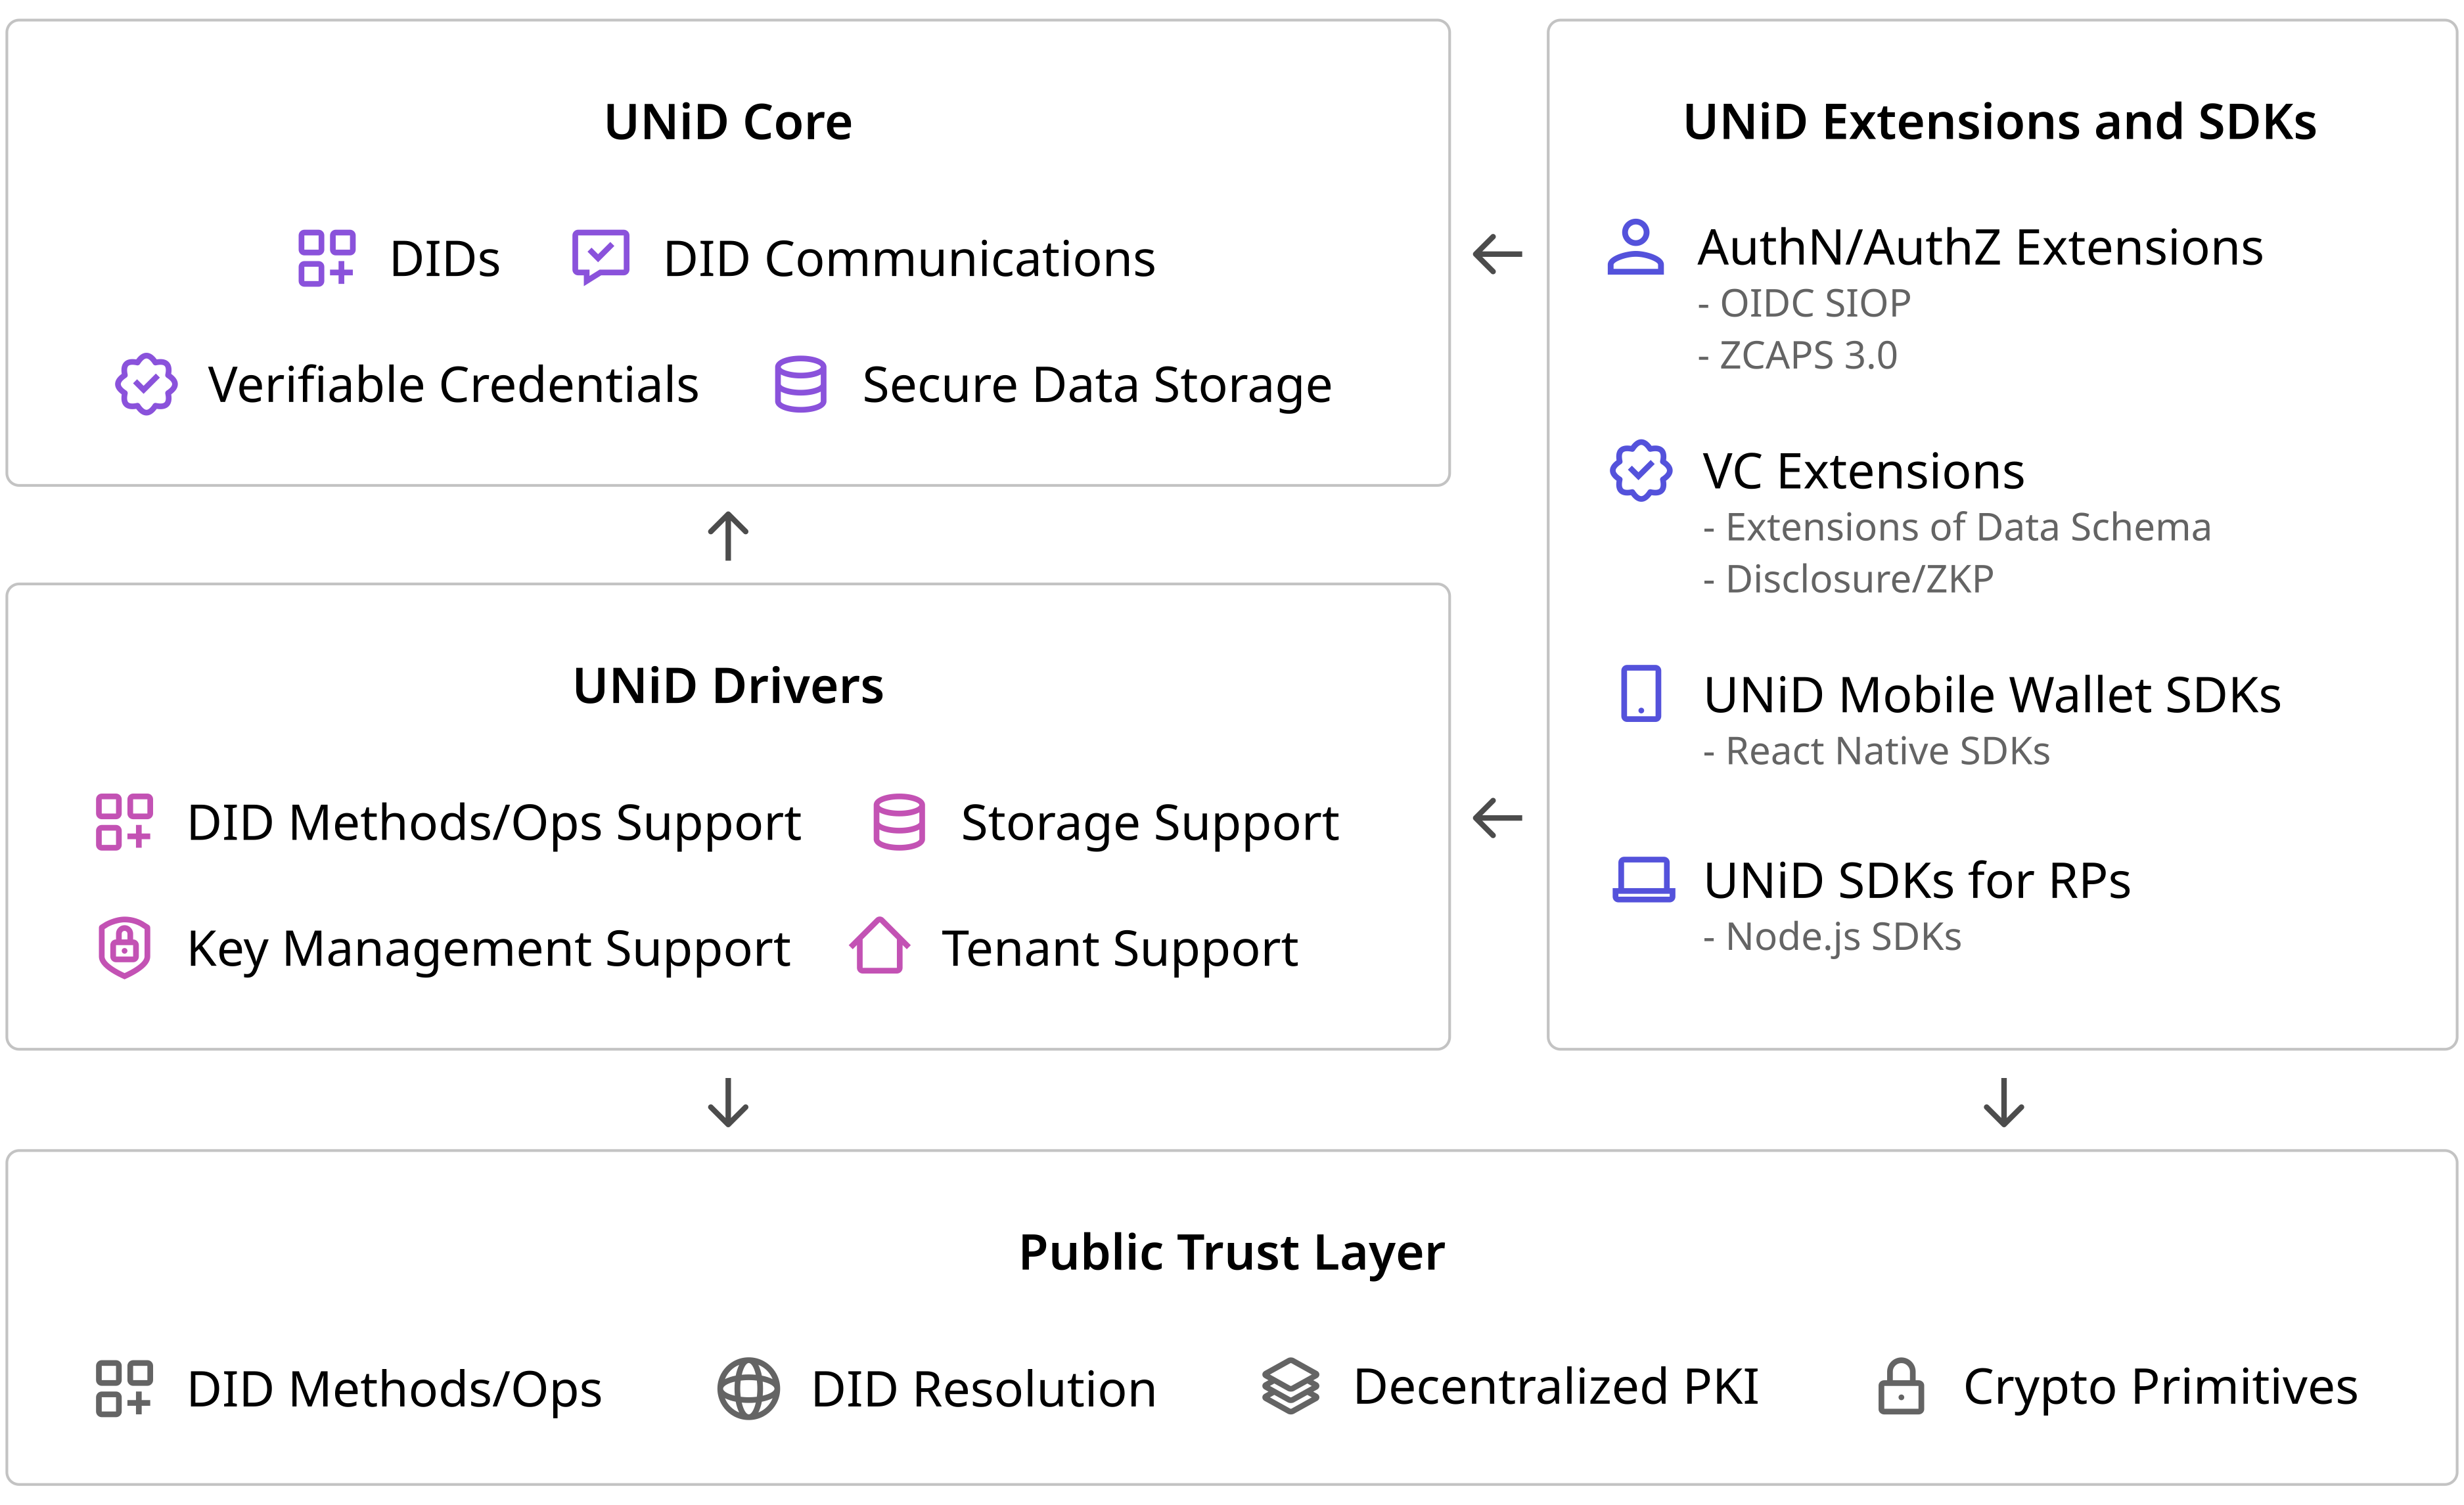 UNiD Core
DIDs
DID Communications
Verifiable Credentials
Secure Data Storage
UNiD Extensions and SDKs
AuthN/AuthZ Extensions
- OIDC SIOP
- ZCAPS 3.0
VC Extensions
- Extensions of Data Schema
- Disclosure/ZKP
UNiD Mobile Wallet SDKs
- React Native SDKs
UNiD SDKs for RPs
- Node.js SDKs
UNiD Drivers
DID Methods/Ops Support
Storage Support
Key Management Support
Tenant Support
Public Trust Layer
DID Methods/Ops
DID Resolution
Decentralized PKI
Crypto Primitives